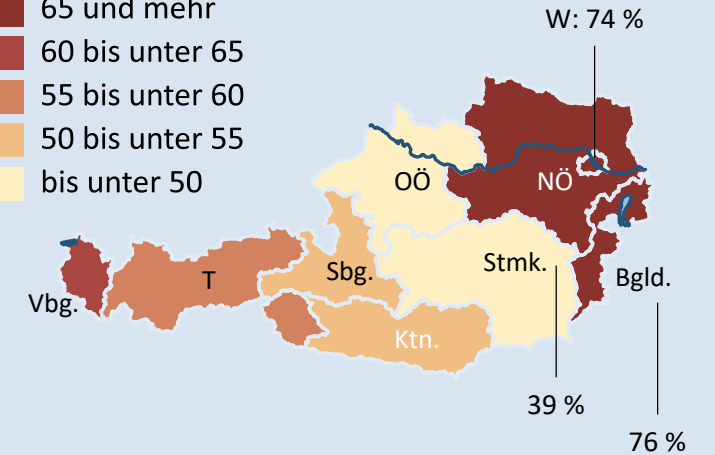 65 und mehr
60 bis unter 65
55 bis unter 60
50 bis unter 55
bis unter 50
W: 74 %
OÖ
NÖ
Stmk.
Sbg.
T
Bgld.
Vbg.
Ktn.
39 %
76 %